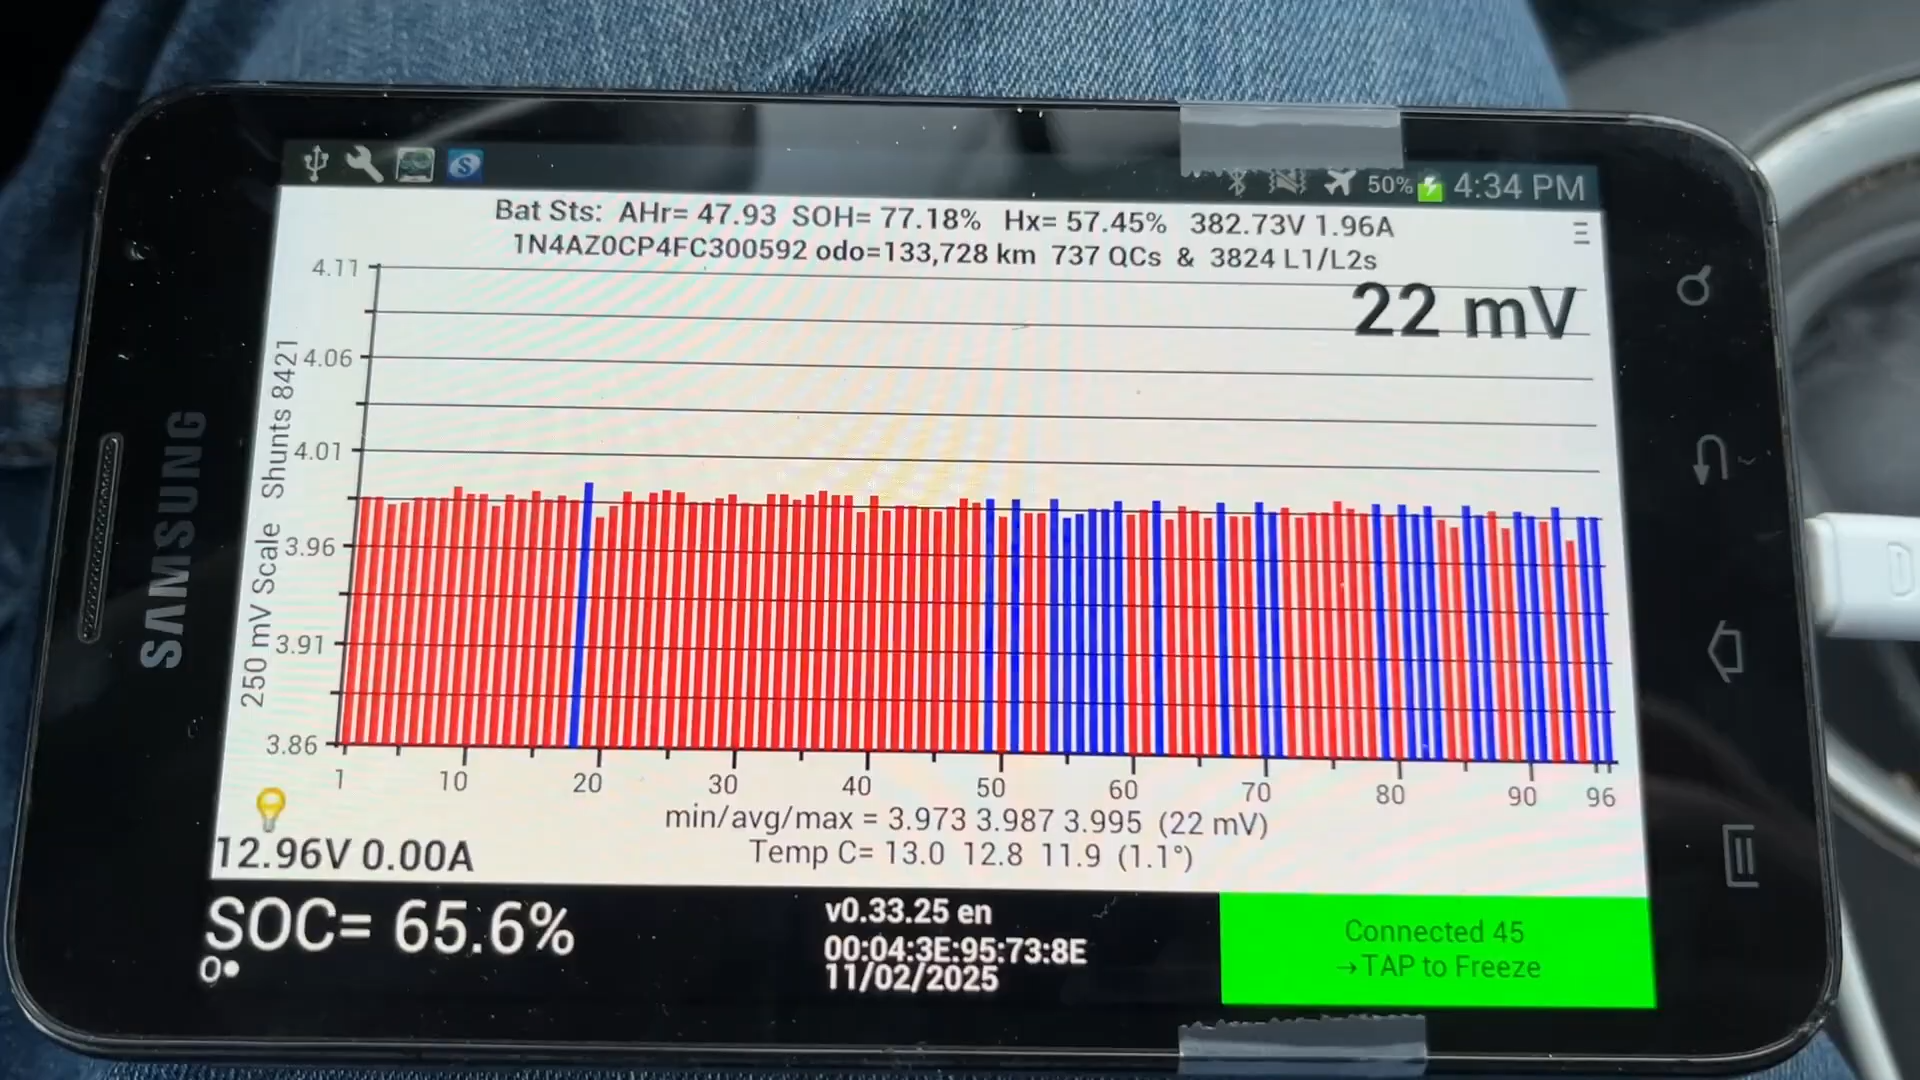 50% 4:34 PM
Bat Sts: AHr= 47.93 SOH= 77.18% Hx= 57.45% 382.73V 1.96A
1N4AZ0CP4FC300592 odo=133,728 km 737 QCs & 3824 L1/L2s
22 mV
4.11
4.06
4.01
3.96
3.91
3.86
250 mV Scale Shunts 8421
1 10 20 30 40 50 60 70 80 90 96
min/avg/max = 3.973 3.987 3.995 (22 mV)
Temp C= 13.0 12.8 11.9 (1.1°)
12.96V 0.00A
SOC= 65.6%
v0.33.25 en
00:04:3E:95:73:8E
11/02/2025
Connected 45
→TAP to Freeze
SAMSUNG